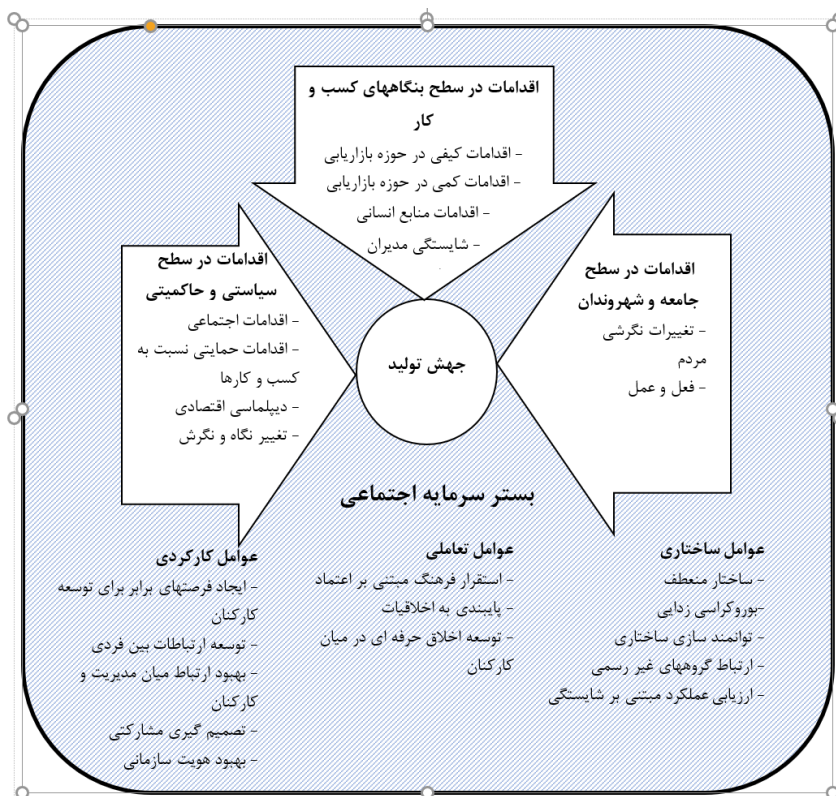 اقدامات در سطح بنگاههای کسب و
کار
- اقدامات کیفی در حوزه بازاریابی
- اقدامات کمی در حوزه بازاریابی
- اقدامات منابع انسانی
- شایستگی مدیران
اقدامات در سطح
جامعه و شهروندان
- تغییرات نگرشی
مردم
- فعل و عمل
اقدامات در سطح
سیاستی و حاکمیتی
- اقدامات اجتماعی
- اقدامات حمایتی نسبت به
کسب و کارها
- دیپلماسی اقتصادی
- تغییر نگاه و نگرش
جهش تولید
بستر سرمایه اجتماعی
عوامل ساختاری
- ساختار منعطف
-بوروکراسی زدایی
- توانمند سازی ساختاری
- ارتباط گروههای غیر رسمی
- ارزیابی عملکرد مبتنی بر شایستگی
عوامل تعاملی
- استقرار فرهنگ مبتنی بر اعتماد
- پایبندی به اخلاقیات
- توسعه اخلاق حرفه ای در میان
کارکنان
عوامل کارکردی
- ایجاد فرصتهای برابر برای توسعه
کارکنان
- توسعه ارتباطات بین فردی
- بهبود ارتباط میان مدیریت و
کارکنان
- تصمیم گیری مشارکتی
- بهبود هویت سازمانی